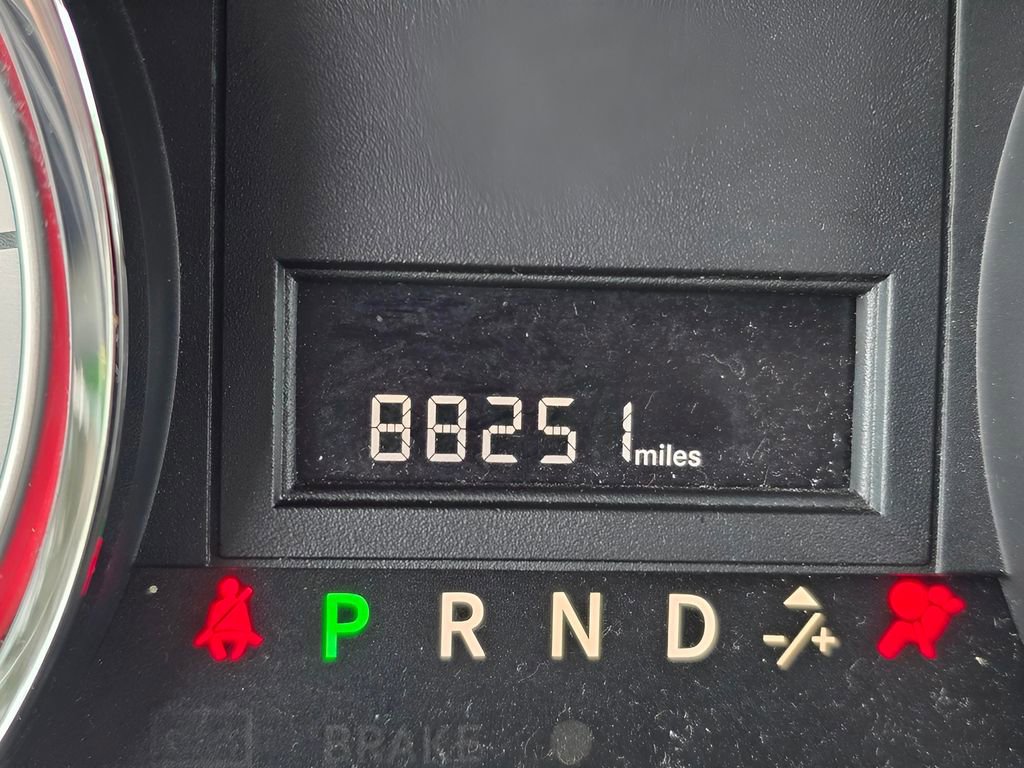 88251 miles
P R N D -/+
BRAKE